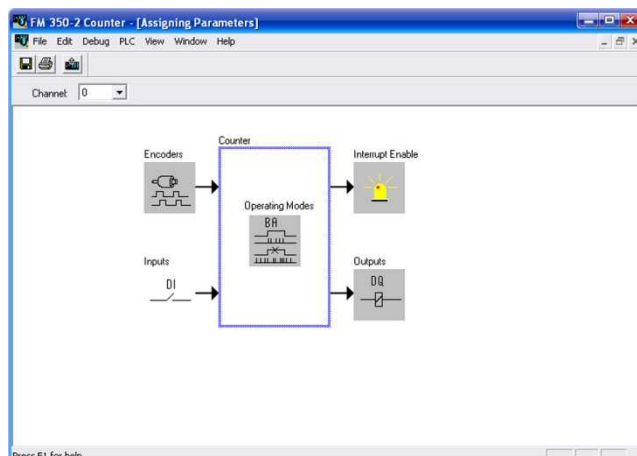 FM 350-2 Counter - [Assigning Parameters]
File Edit Debug PLC View Window Help
Channel: 0
Counter
Encoders
Interrupt Enable
Operating Modes
BA
Inputs
Outputs
DI
DQ
Press F1 for help.